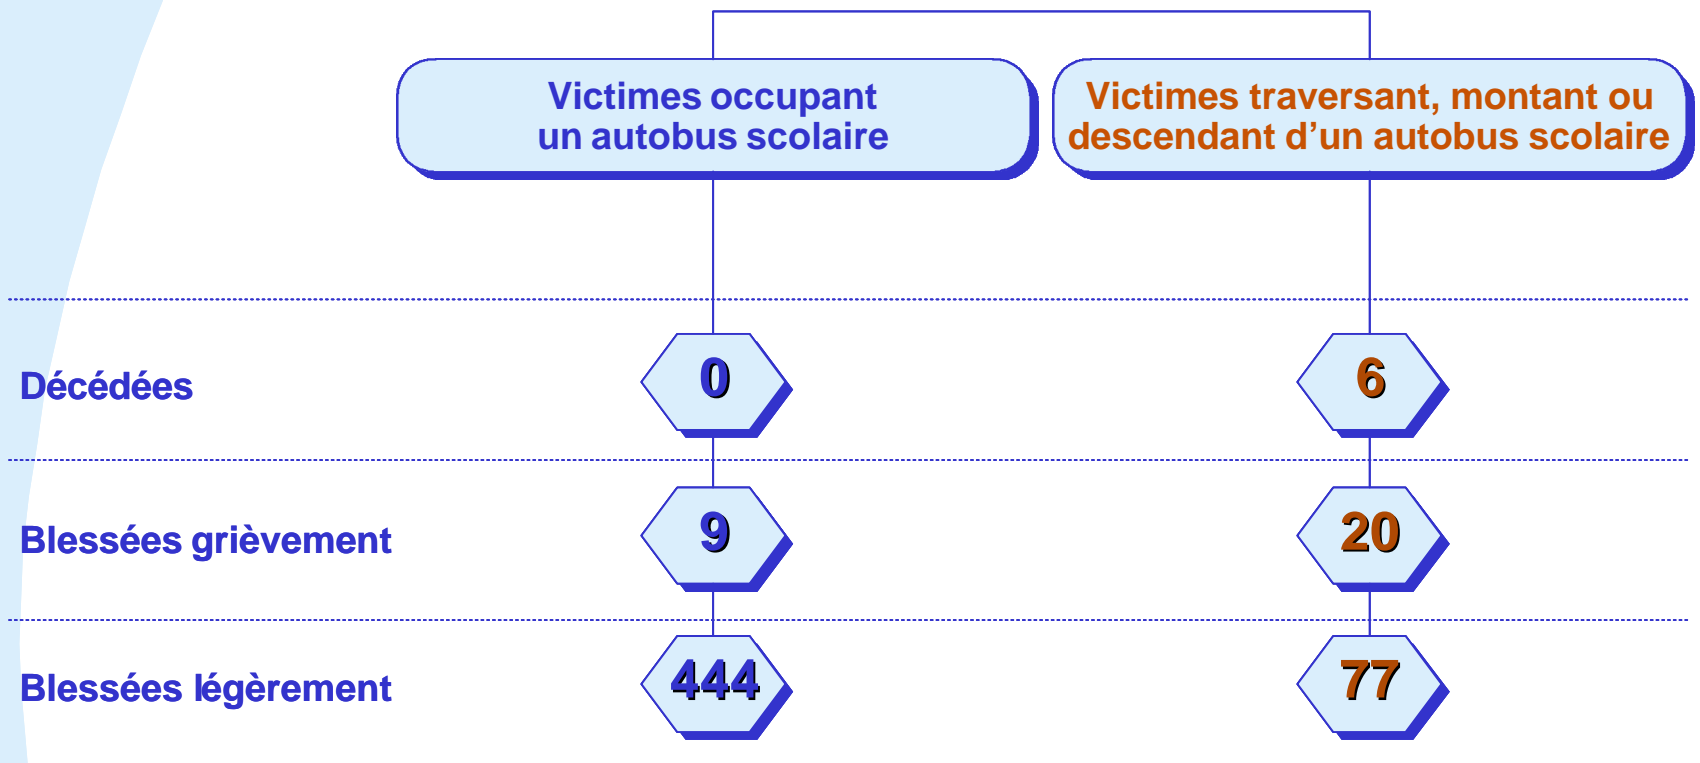 Victimes occupant
un autobus scolaire
Victimes traversant, montant ou
descendant d’un autobus scolaire
Décédées
0
6
Blessées grièvement
9
20
Blessées légèrement
444
77